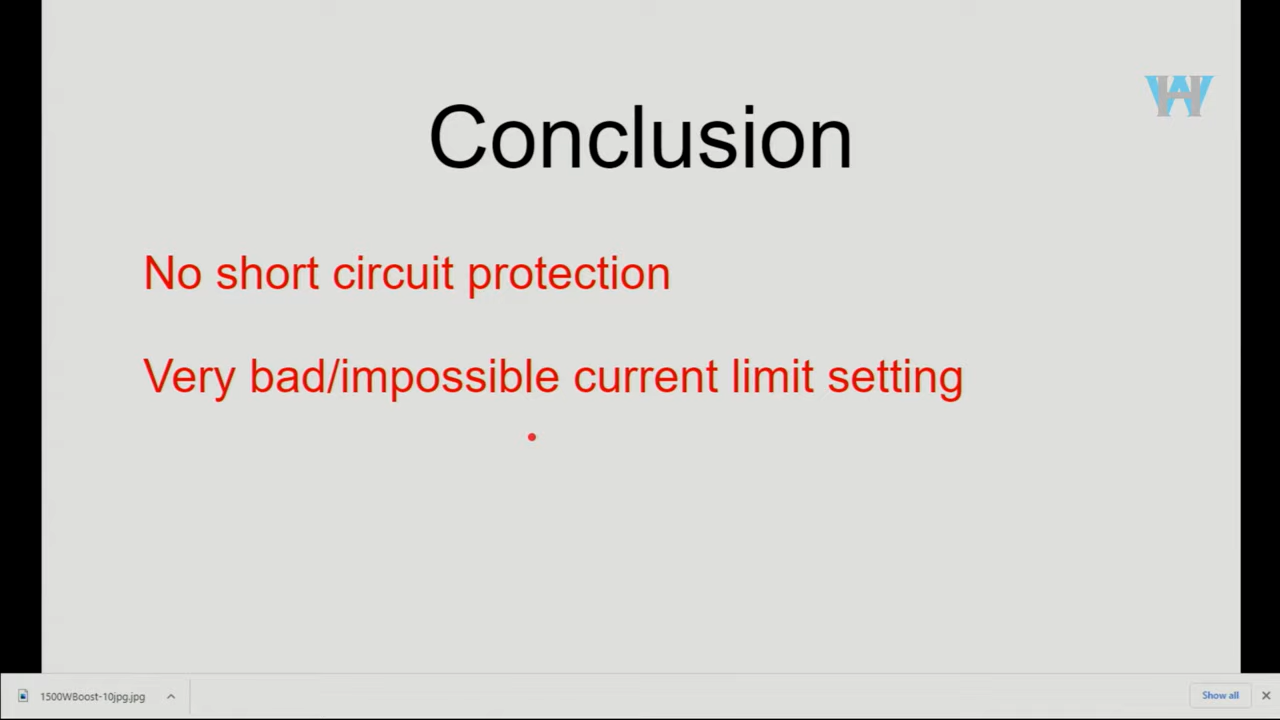 Conclusion
No short circuit protection
Very bad/impossible current limit setting
1500WBoost-10jpg.jpg
Show all